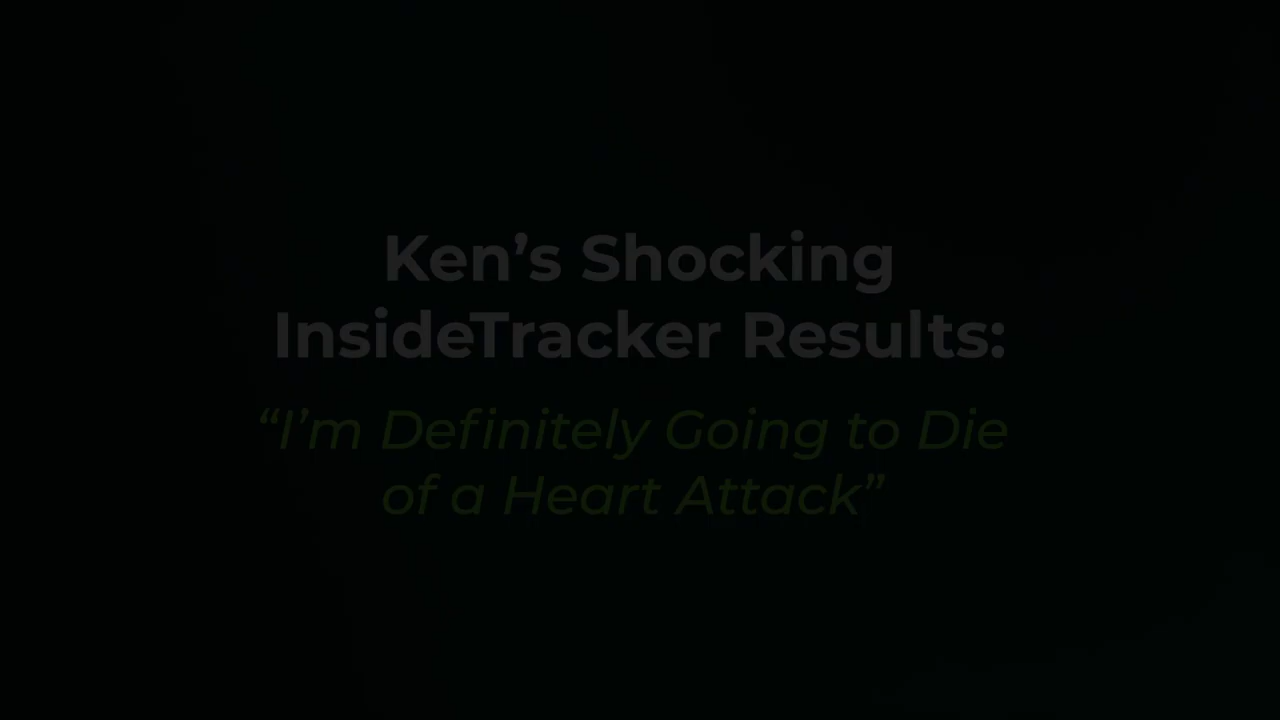 Ken’s Shocking
InsideTracker Results:
“I’m Definitely Going to Die
of a Heart Attack”